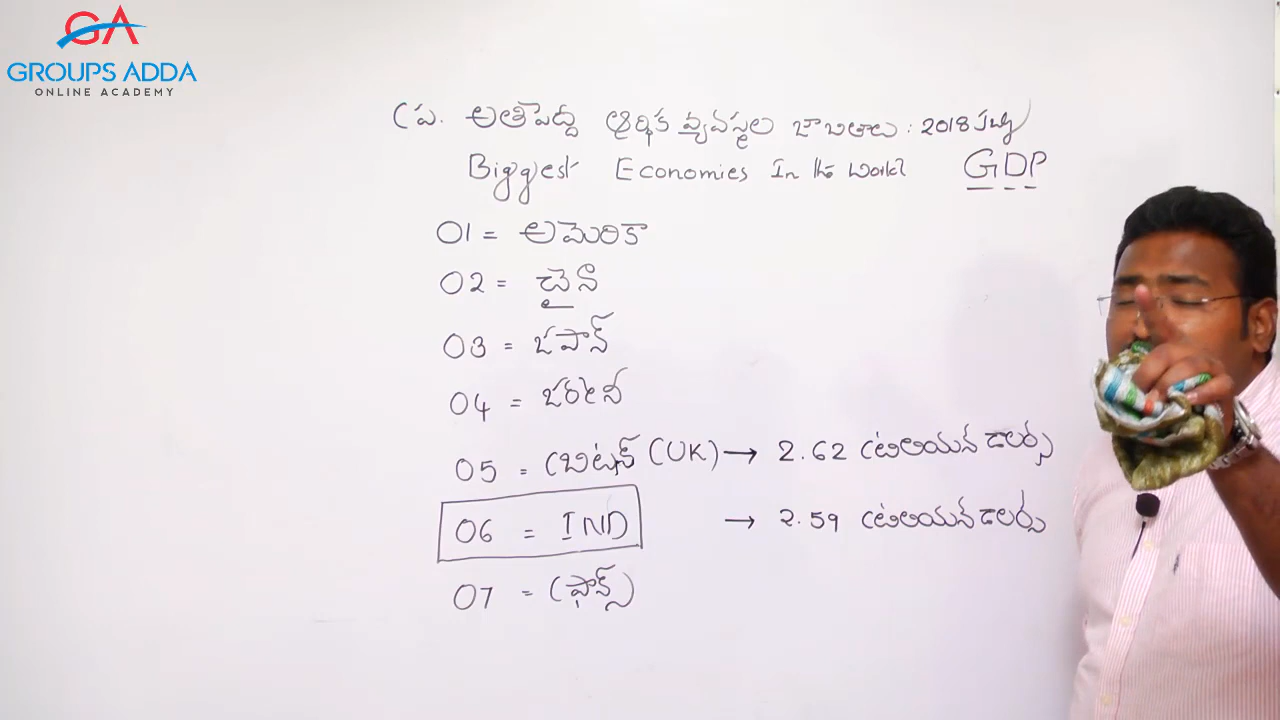 GA
GROUPS ADDA
ONLINE ACADEMY
ప్ర. అతిపెద్ద ఆర్థిక వ్యవస్థల జాబితాలు : 2018 July
Biggest Economies In the World GDP
01 = అమెరికా
02 = చైనా
03 = జపాన్
04 = జర్మనీ
05 = బ్రిటన్ (UK) → 2.62 ట్రిలియన్ డాలర్స్
06 = IND → 2.59 ట్రిలియన్ డాలర్స్
07 = ఫ్రాన్స్